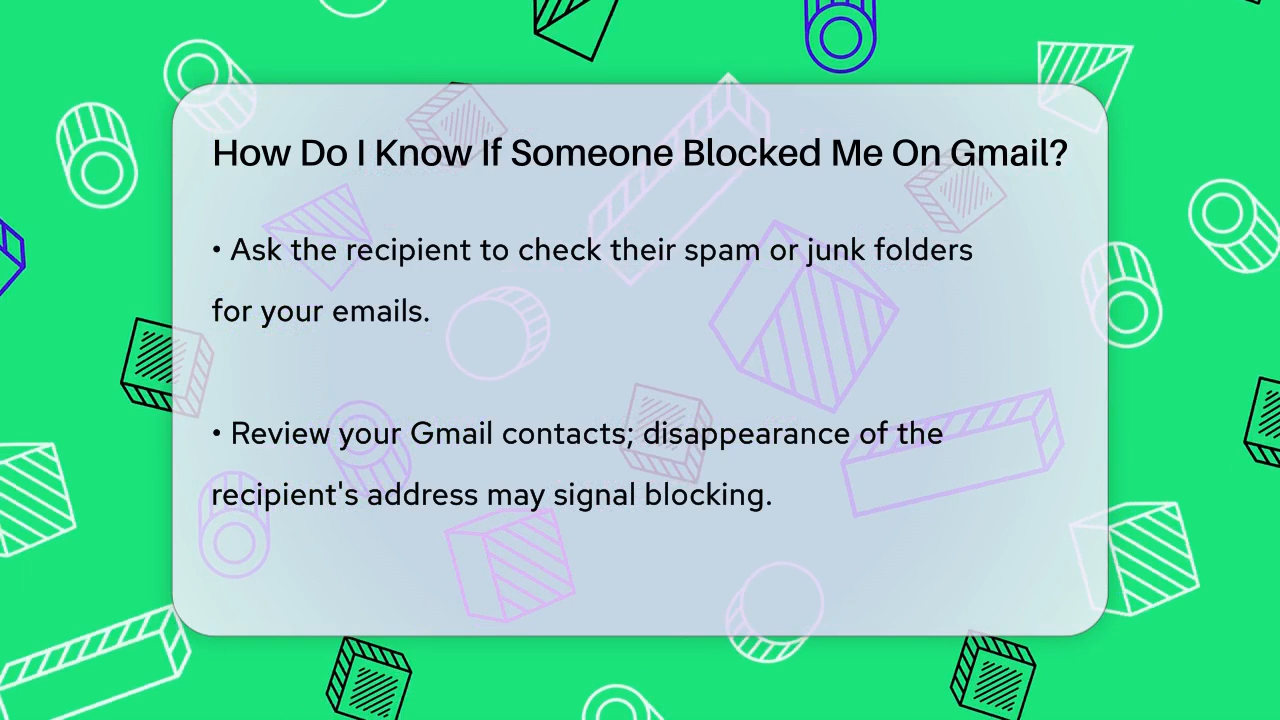 How Do I Know If Someone Blocked Me On Gmail?
• Ask the recipient to check their spam or junk folders
for your emails.
• Review your Gmail contacts; disappearance of the
recipient's address may signal blocking.